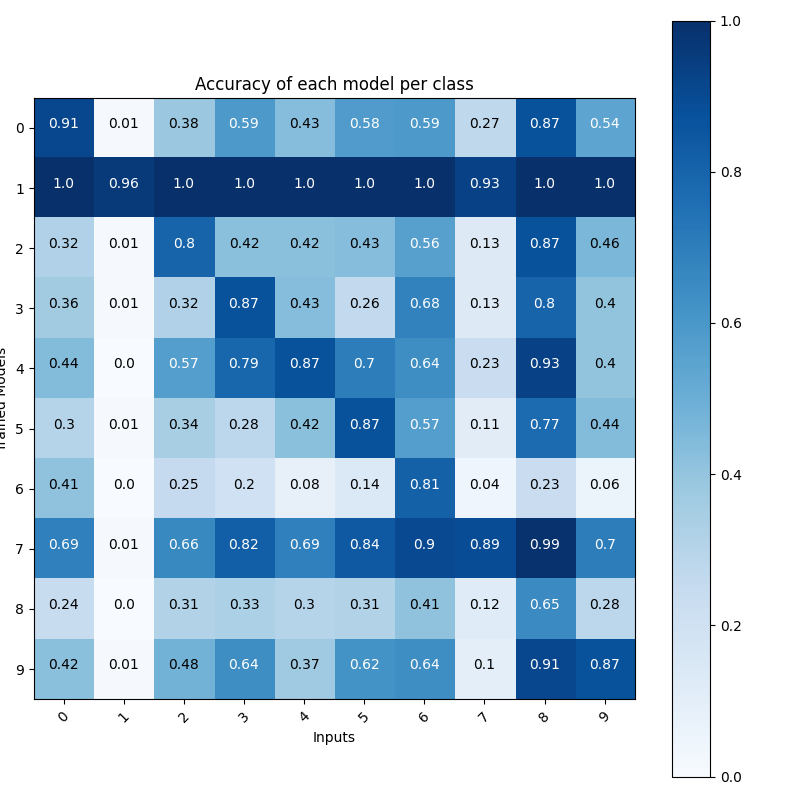 Accuracy of each model per class
0 0.91 0.01 0.38 0.59 0.43 0.58 0.59 0.27 0.87 0.54
1 1.0 0.96 1.0 1.0 1.0 1.0 1.0 0.93 1.0 1.0
2 0.32 0.01 0.8 0.42 0.42 0.43 0.56 0.13 0.87 0.46
3 0.36 0.01 0.32 0.87 0.43 0.26 0.68 0.13 0.8 0.4
4 0.44 0.0 0.57 0.79 0.87 0.7 0.64 0.23 0.93 0.4
5 0.3 0.01 0.34 0.28 0.42 0.87 0.57 0.11 0.77 0.44
6 0.41 0.0 0.25 0.2 0.08 0.14 0.81 0.04 0.23 0.06
7 0.69 0.01 0.66 0.82 0.69 0.84 0.9 0.89 0.99 0.7
8 0.24 0.0 0.31 0.33 0.3 0.31 0.41 0.12 0.65 0.28
9 0.42 0.01 0.48 0.64 0.37 0.62 0.64 0.1 0.91 0.87
0 1 2 3 4 5 6 7 8 9
Inputs
Models
1.0
0.8
0.6
0.4
0.2
0.0